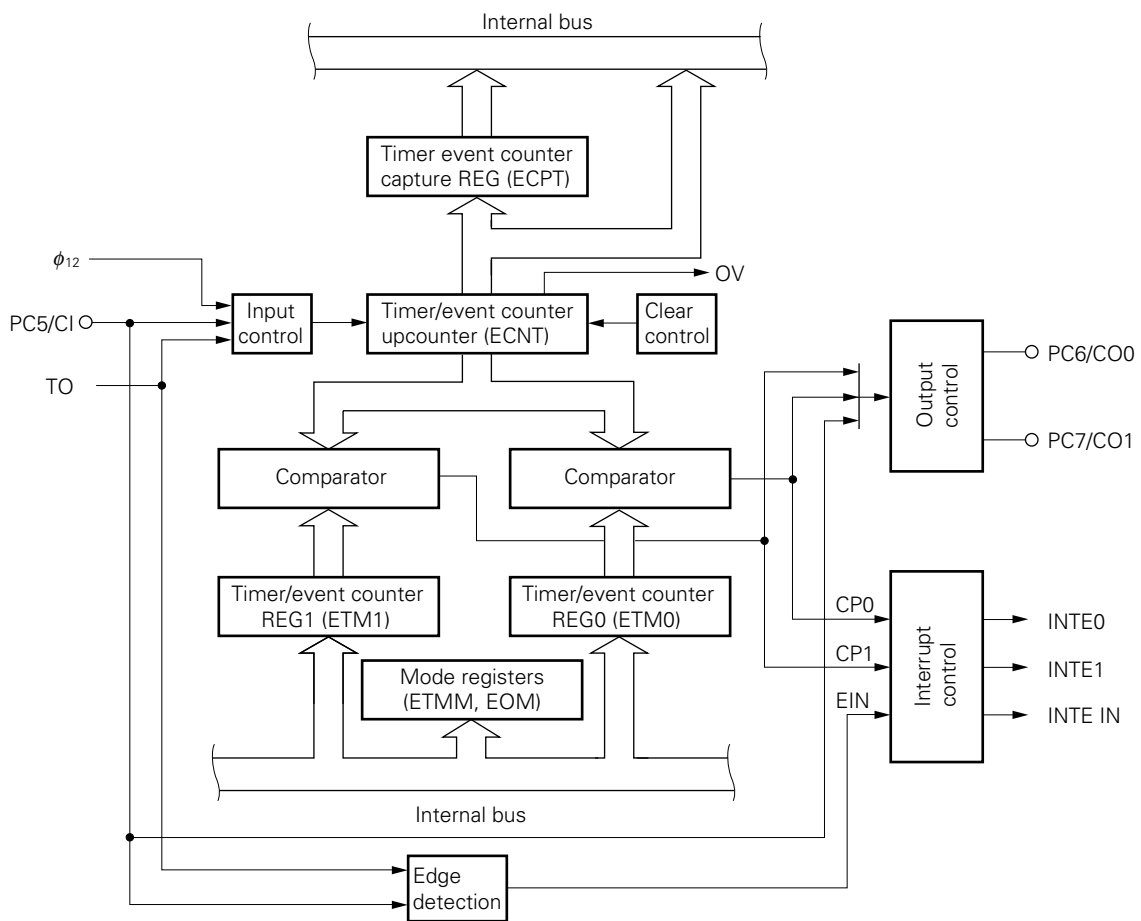 Internal bus
Timer event counter
capture REG (ECPT)
ϕ12
OV
PC5/CI
Input
control
Timer/event counter
upcounter (ECNT)
Clear
control
TO
Output
control
PC6/CO0
PC7/CO1
Comparator
Comparator
Timer/event counter
REG1 (ETM1)
Timer/event counter
REG0 (ETM0)
Mode registers
(ETMM, EOM)
CP0
CP1
EIN
Interrupt
control
INTE0
INTE1
INTE IN
Internal bus
Edge
detection